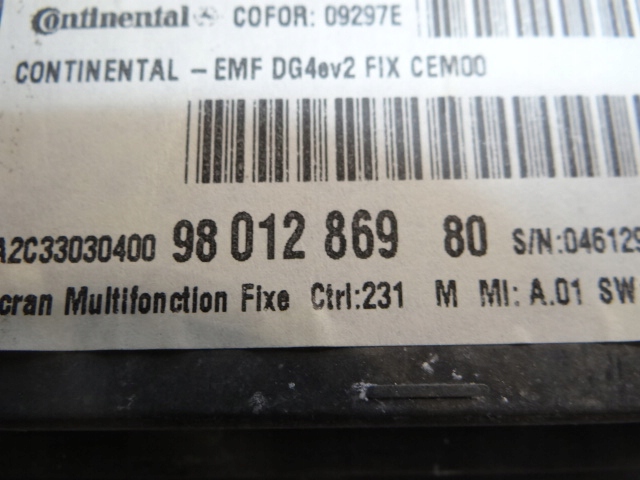 Continental COFOR: 09297E
CONTINENTAL - EMF DG4ev2 FIX CEM00
A2C33030400 98 012 869 80 S/N:046129
cran Multifonction Fixe Ctrl:231 M MI: A.01 SW